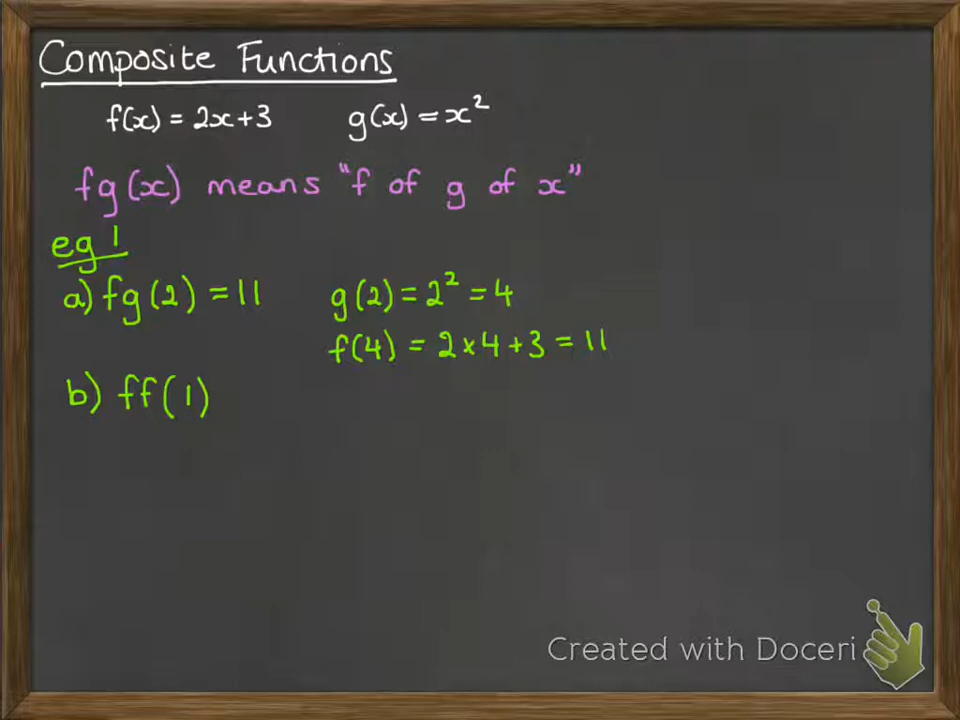 Composite Functions
f(x) = 2x+3 g(x) = x²
fg(x) means "f of g of x"
eg 1
a) fg(2) = 11 g(2) = 2² = 4
f(4) = 2×4+3 = 11
b) ff(1)
Created with Doceri